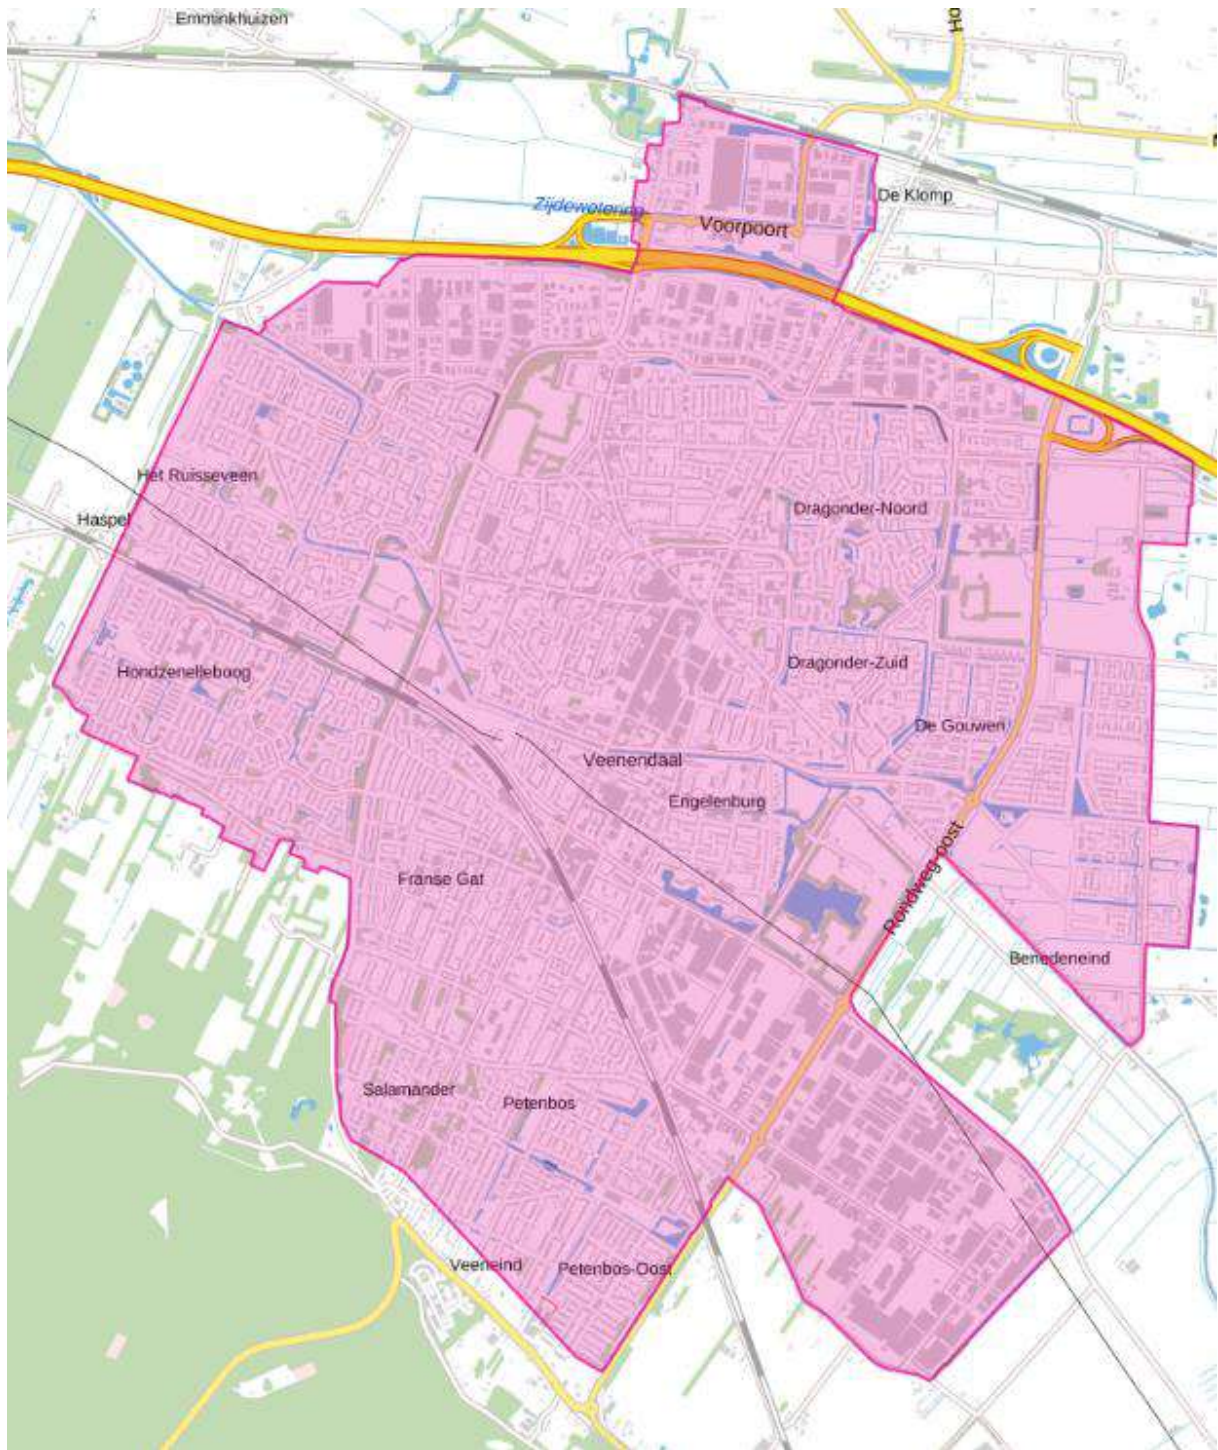 Emminkhuizen
De Klomp
Zijdewetering
Voorpoort
Het Ruisseveen
Dragonder-Noord
Haspel
Hondzenelleboog
Dragonder-Zuid
De Gouwen
Veenendaal
Engelenburg
Rondweg-oost
Franse Gat
Benedeneind
Salamander
Petenbos
Veeneind
Petenbos-Oost